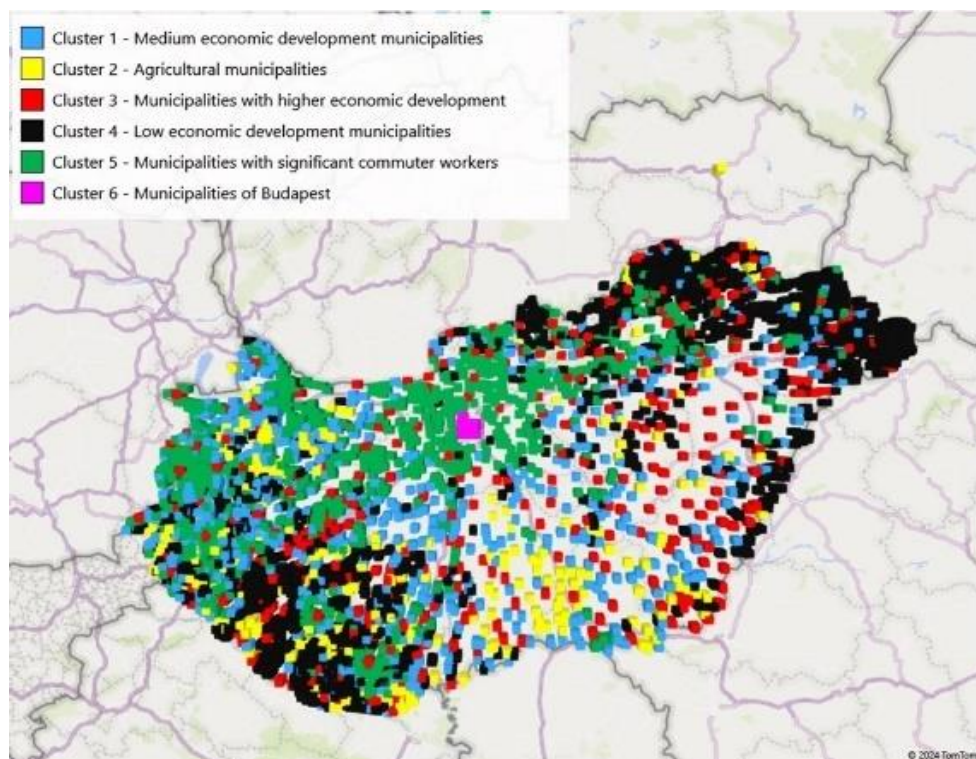 Cluster 1 - Medium economic development municipalities
Cluster 2 - Agricultural municipalities
Cluster 3 - Municipalities with higher economic development
Cluster 4 - Low economic development municipalities
Cluster 5 - Municipalities with significant commuter workers
Cluster 6 - Municipalities of Budapest
© 2024 TomTom